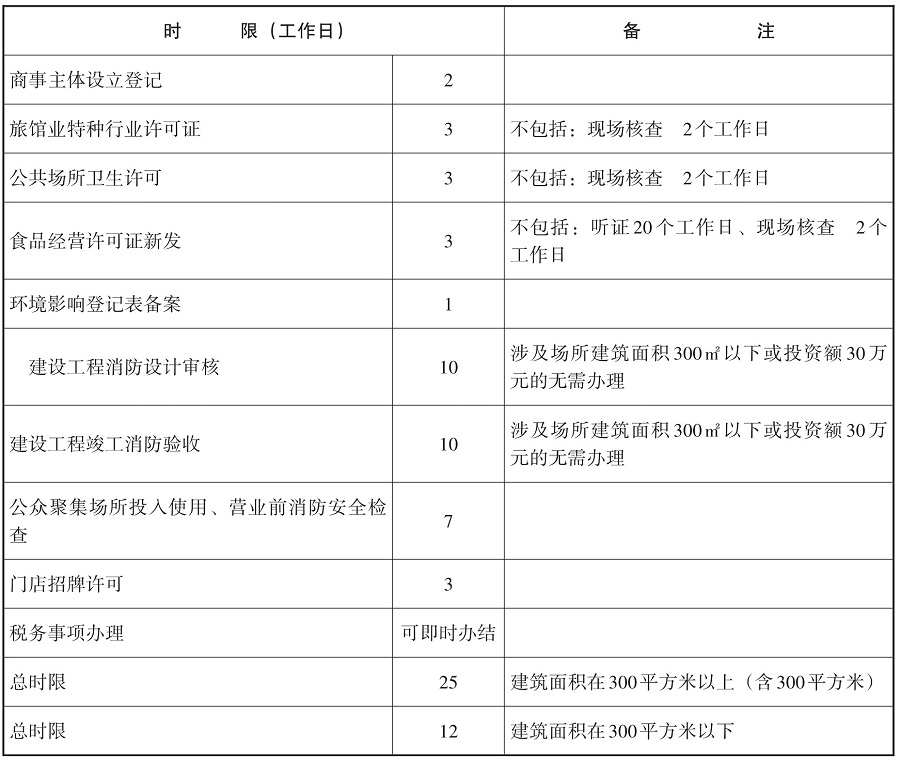 时 限（工作日） 备 注
商事主体设立登记 2
旅馆业特种行业许可证 3 不包括：现场核查 2个工作日
公共场所卫生许可 3 不包括：现场核查 2个工作日
食品经营许可证新发 3 不包括：听证20个工作日、现场核查 2个
工作日
环境影响登记表备案 1
建设工程消防设计审核 10 涉及场所建筑面积300㎡以下或投资额30万
元的无需办理
建设工程竣工消防验收 10 涉及场所建筑面积300㎡以下或投资额30万
元的无需办理
公众聚集场所投入使用、营业前消防安全检
查 7
门店招牌许可 3
税务事项办理 可即时办结
总时限 25 建筑面积在300平方米以上（含300平方米）
总时限 12 建筑面积在300平方米以下